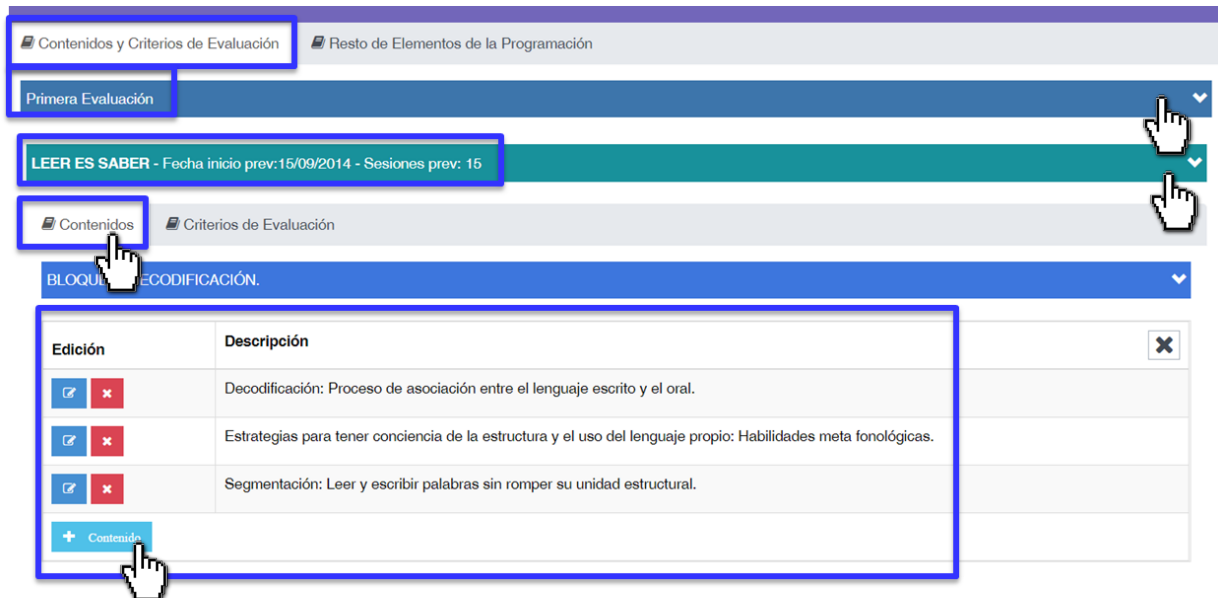 Contenidos y Criterios de Evaluación Resto de Elementos de la Programación
Primera Evaluación
LEER ES SABER - Fecha inicio prev:15/09/2014 - Sesiones prev: 15
Contenidos Criterios de Evaluación
ECODIFICACIÓN.
Edición Descripción
Decodificación: Proceso de asociación entre el lenguaje escrito y el oral.
Estrategias para tener conciencia de la estructura y el uso del lenguaje propio: Habilidades meta fonológicas.
Segmentación: Leer y escribir palabras sin romper su unidad estructural.
+ Contenido